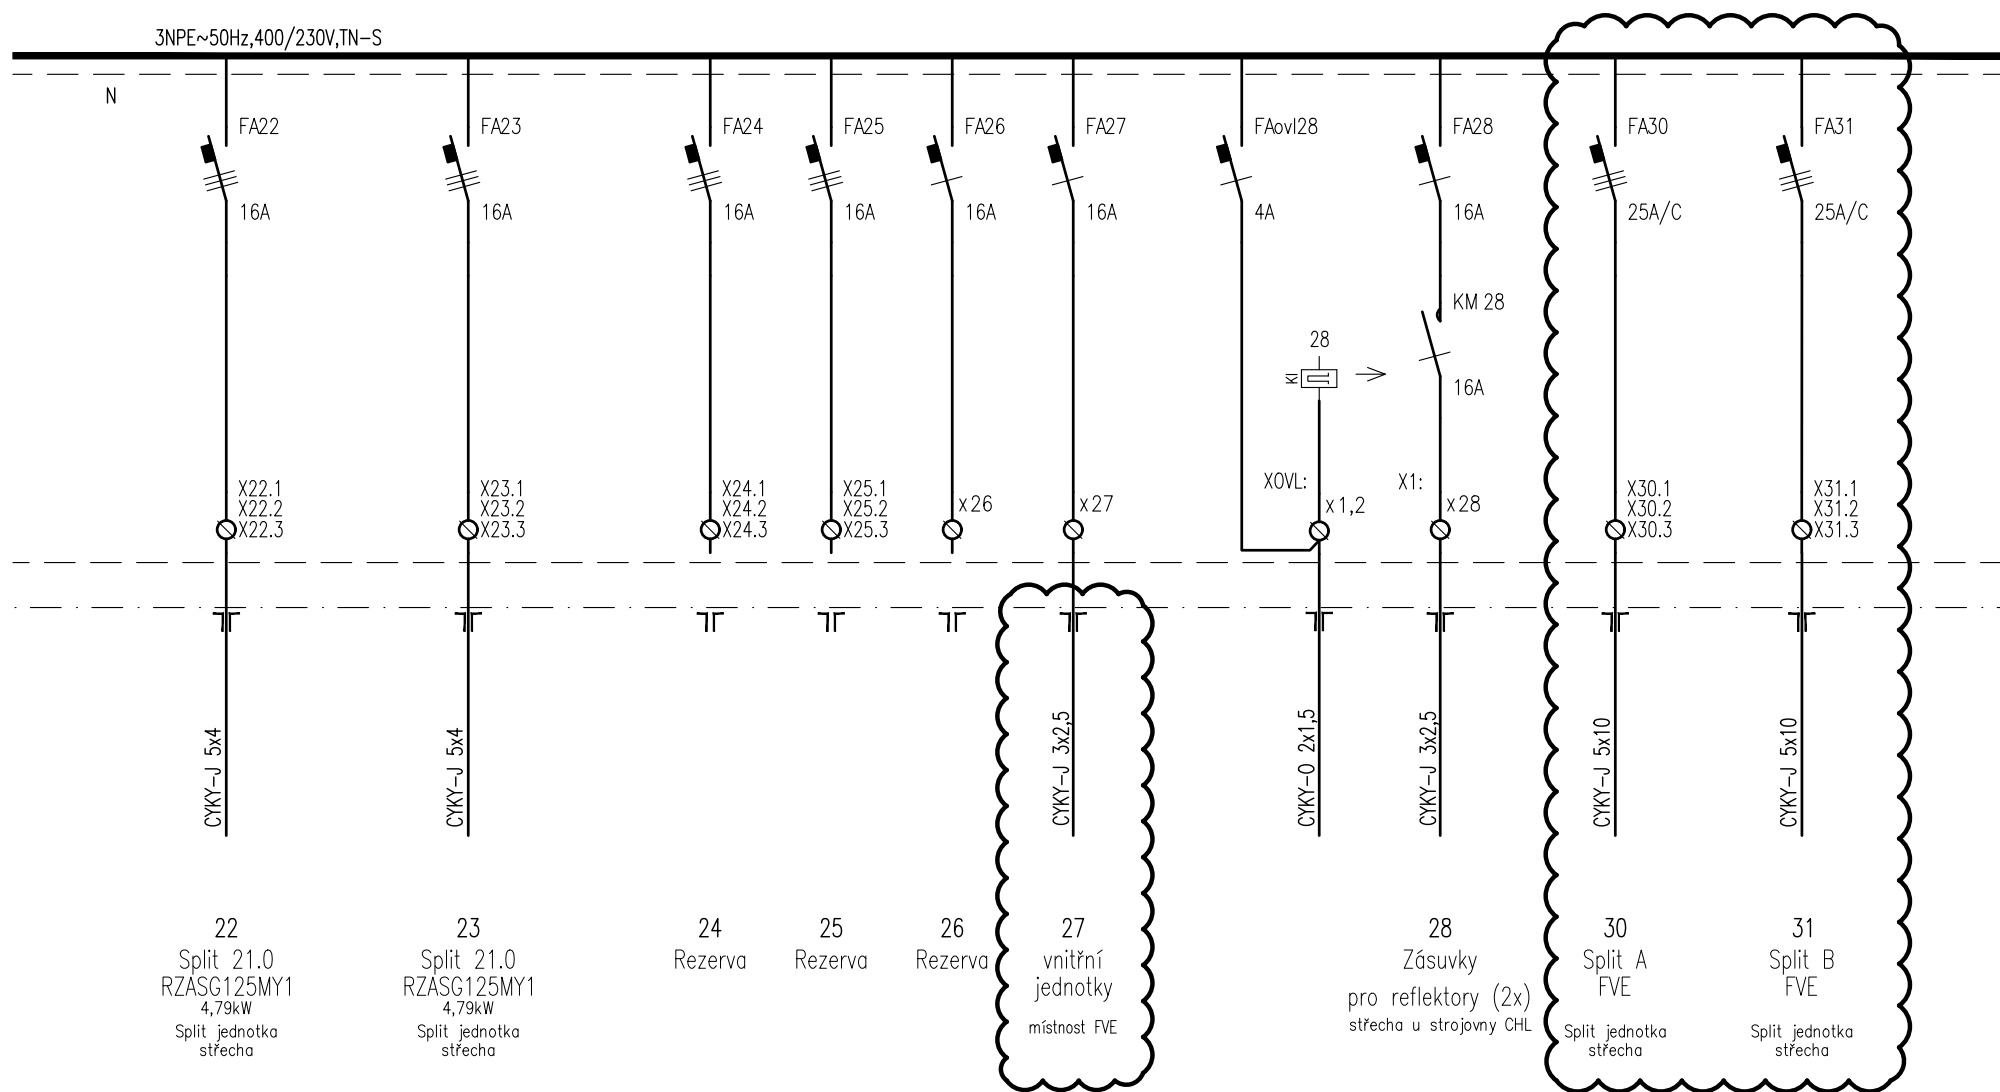 3NPE~50Hz,400/230V,TN-S
N
FA22
FA23
FA24
FA25
FA26
FA27
FAovl28
FA28
FA30
FA31
16A
16A
16A
16A
16A
16A
4A
16A
25A/C
25A/C
KM 28
28
KI
16A
XOVL:
X1:
X22.1
X22.2
X22.3
X23.1
X23.2
X23.3
X24.1
X24.2
X24.3
X25.1
X25.2
X25.3
x26
x27
x1,2
x28
X30.1
X30.2
X30.3
X31.1
X31.2
X31.3
CYKY-J 5x4
CYKY-J 5x4
CYKY-J 3x2,5
CYKY-O 2x1,5
CYKY-J 3x2,5
CYKY-J 5x10
CYKY-J 5x10
22
Split 21.0
RZASG125MY1
4,79kW
Split jednotka
střecha
23
Split 21.0
RZASG125MY1
4,79kW
Split jednotka
střecha
24
Rezerva
25
Rezerva
26
Rezerva
27
vnitřní
jednotky
místnost FVE
28
Zásuvky
pro reflektory (2x)
střecha u strojovny CHL
30
Split A
FVE
Split jednotka
střecha
31
Split B
FVE
Split jednotka
střecha